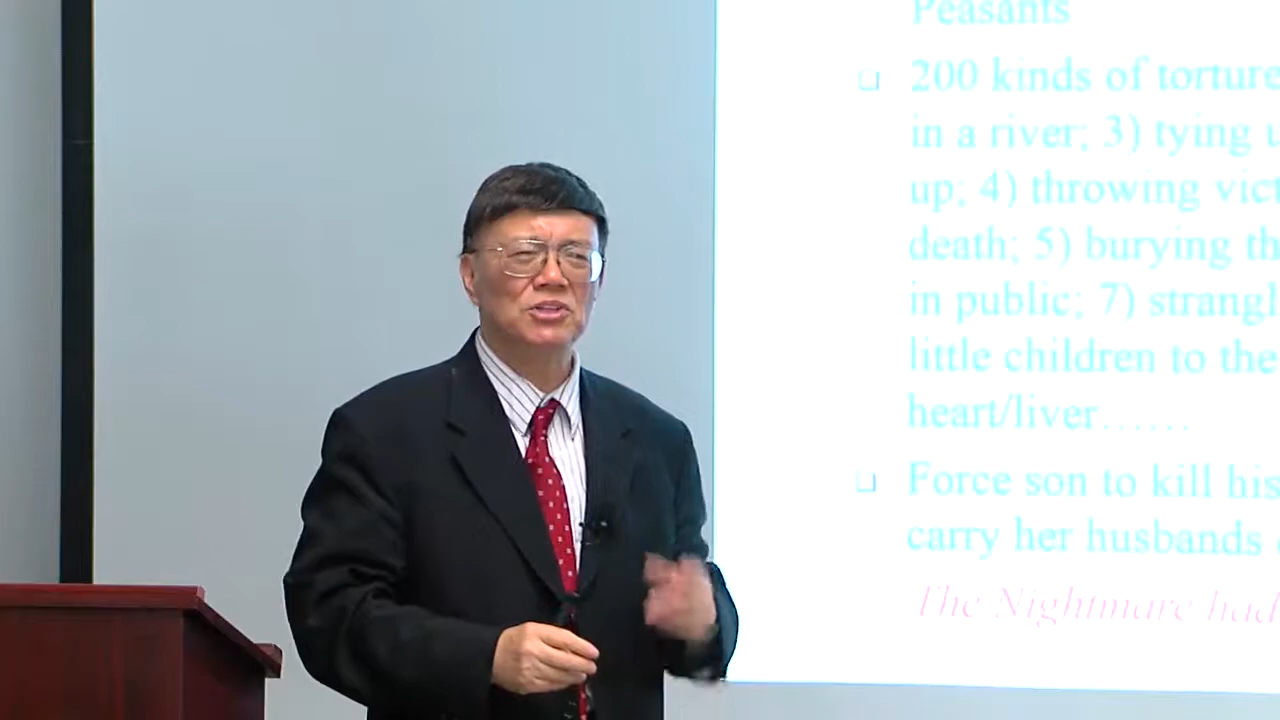 Peasants
200 kinds of torture
in a river; 3) tying u
up; 4) throwing vict
death; 5) burying th
in public; 7) strangl
little children to the
heart/liver……
Force son to kill his
carry her husbands
The Nightmare had